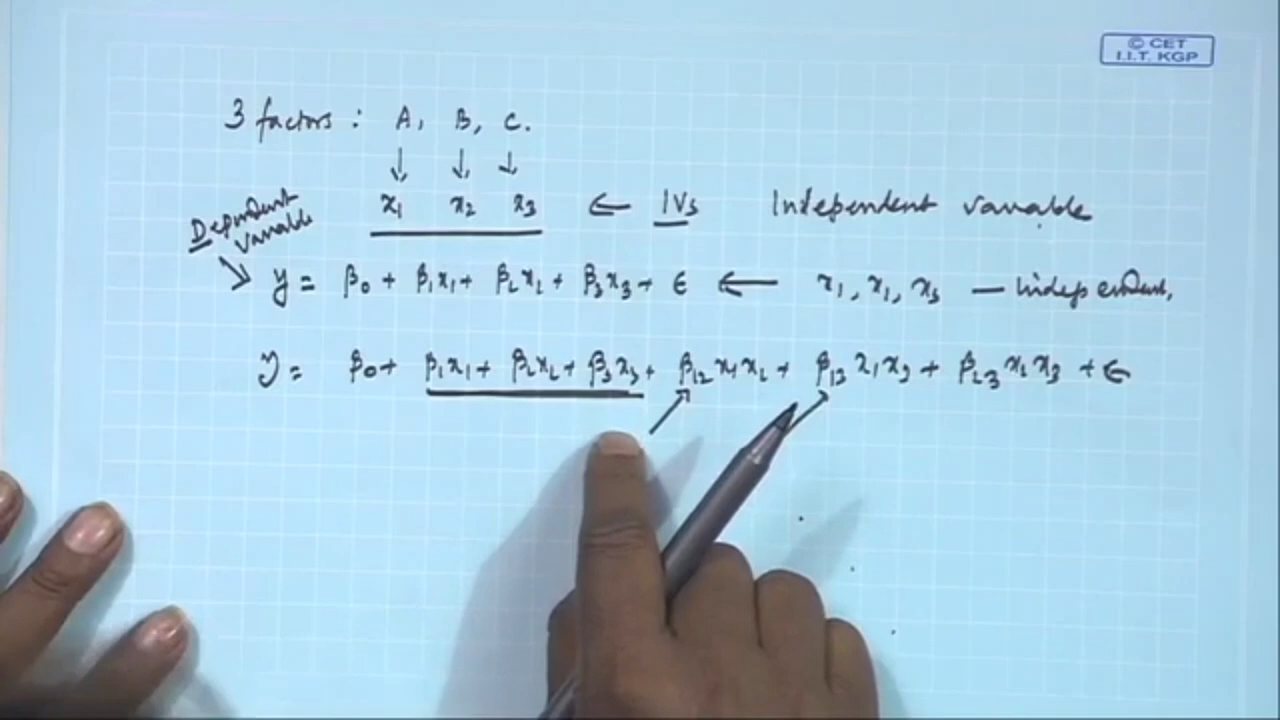 © CET
I.I.T. KGP
3 factors : A, B, C.
↓ ↓ ↓
x₁ x₂ x₃ ← IVs Independent variable
Dependent
variable
y = β₀ + β₁x₁ + β₂x₂ + β₃x₃ + ϵ ← x₁, x₁, x₃ — independent,
y = β₀ + β₁x₁ + β₂x₂ + β₃x₃ + β₁₂x₁x₂ + β₁₃x₁x₃ + β₂₃x₂x₃ + ϵ